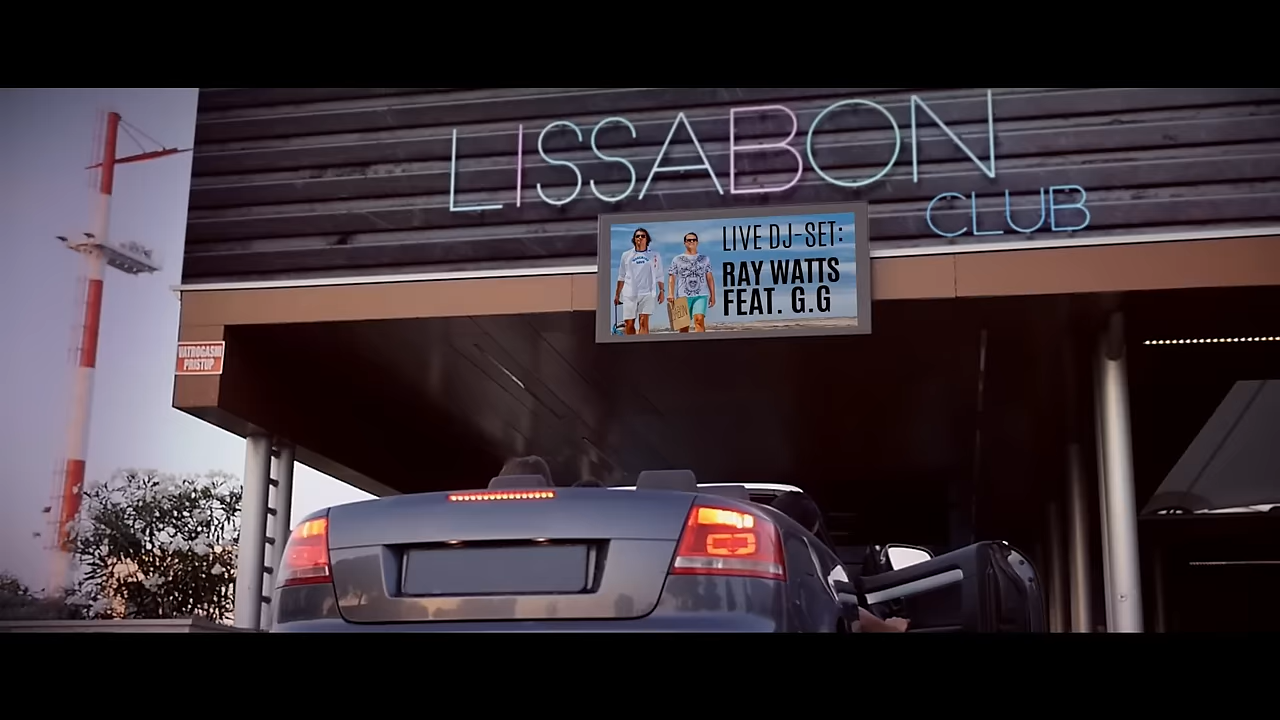 LISSABON
CLUB
LIVE DJ-SET:
RAY WATTS
FEAT. G.G
VATROGASNI
PRISTUP